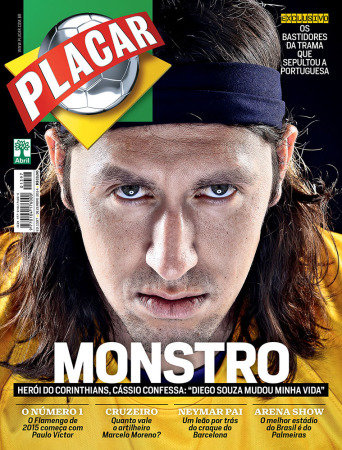 PLACAR
EXCLUSIVO
OS
BASTIDORES
DA TRAMA
QUE
SEPULTOU A
PORTUGUESA
Abril
MONSTRO
HERÓI DO CORINTHIANS, CÁSSIO CONFESSA: “DIEGO SOUZA MUDOU MINHA VIDA”
O NÚMERO 1
O Flamengo de
2015 começa com
Paulo Victor
CRUZEIRO
Quanto vale
o artilheiro
Marcelo Moreno?
NEYMAR PAI
Um leão por trás
do craque do
Barcelona
ARENA SHOW
O melhor estádio
do Brasil é do
Palmeiras